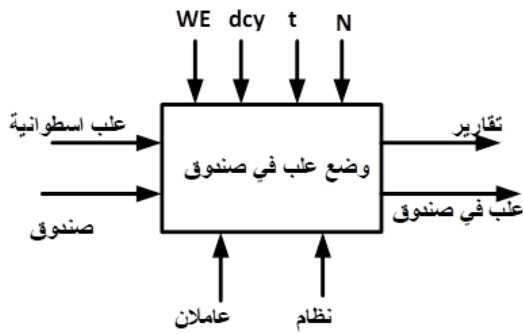 WE dcy t N
علب اسطوانية
تقارير
وضع علب في صندوق
صندوق
علب في صندوق
عاملان
نظام